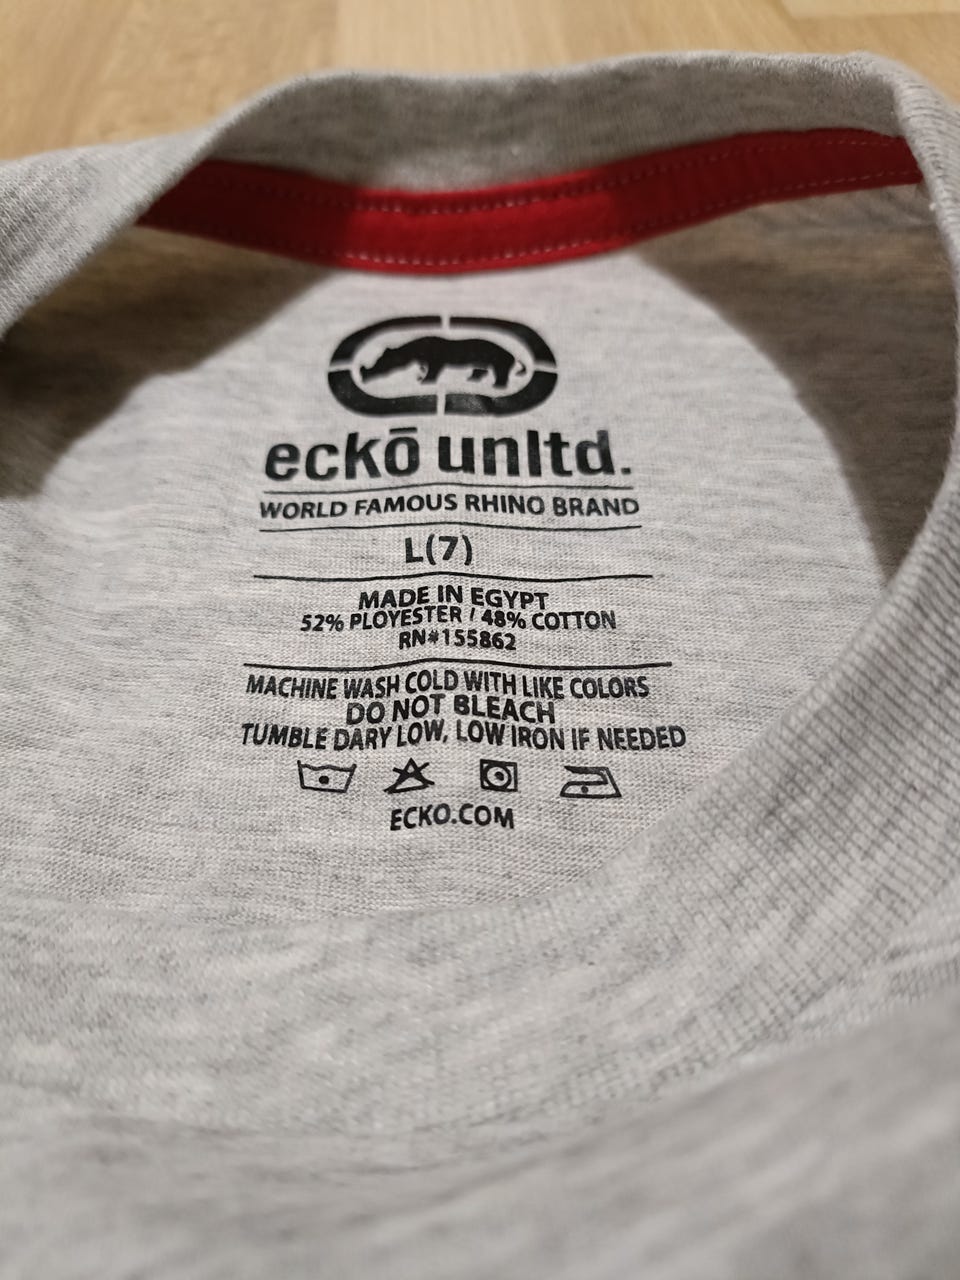 eckō unltd.
WORLD FAMOUS RHINO BRAND
L(7)
MADE IN EGYPT
52% PLOYESTER / 48% COTTON
RN#155862
MACHINE WASH COLD WITH LIKE COLORS
DO NOT BLEACH
TUMBLE DARY LOW, LOW IRON IF NEEDED
ECKO.COM